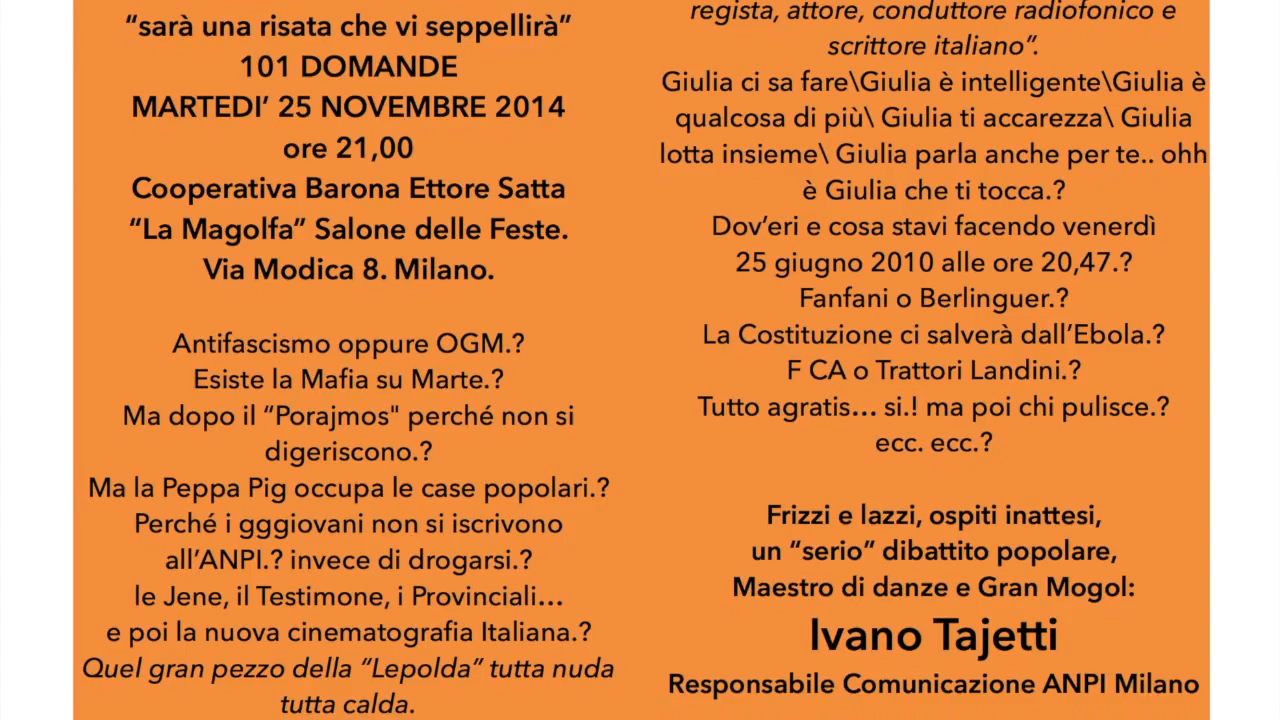 “sarà una risata che vi seppellirà”
101 DOMANDE
MARTEDI’ 25 NOVEMBRE 2014
ore 21,00
Cooperativa Barona Ettore Satta
“La Magolfa” Salone delle Feste.
Via Modica 8. Milano.
Antifascismo oppure OGM.?
Esiste la Mafia su Marte.?
Ma dopo il “Porajmos" perché non si
digeriscono.?
Ma la Peppa Pig occupa le case popolari.?
Perché i gggiovani non si iscrivono
all’ANPI.? invece di drogarsi.?
le Jene, il Testimone, i Provinciali…
e poi la nuova cinematografia Italiana.?
Quel gran pezzo della “Lepolda” tutta nuda
tutta calda.
regista, attore, conduttore radiofonico e
scrittore italiano”.
Giulia ci sa fare\Giulia è intelligente\Giulia è
qualcosa di più\ Giulia ti accarezza\ Giulia
lotta insieme\ Giulia parla anche per te.. ohh
è Giulia che ti tocca.?
Dov’eri e cosa stavi facendo venerdì
25 giugno 2010 alle ore 20,47.?
Fanfani o Berlinguer.?
La Costituzione ci salverà dall’Ebola.?
F CA o Trattori Landini.?
Tutto agratis… si.! ma poi chi pulisce.?
ecc. ecc.?
Frizzi e lazzi, ospiti inattesi,
un “serio” dibattito popolare,
Maestro di danze e Gran Mogol:
Ivano Tajetti
Responsabile Comunicazione ANPI Milano